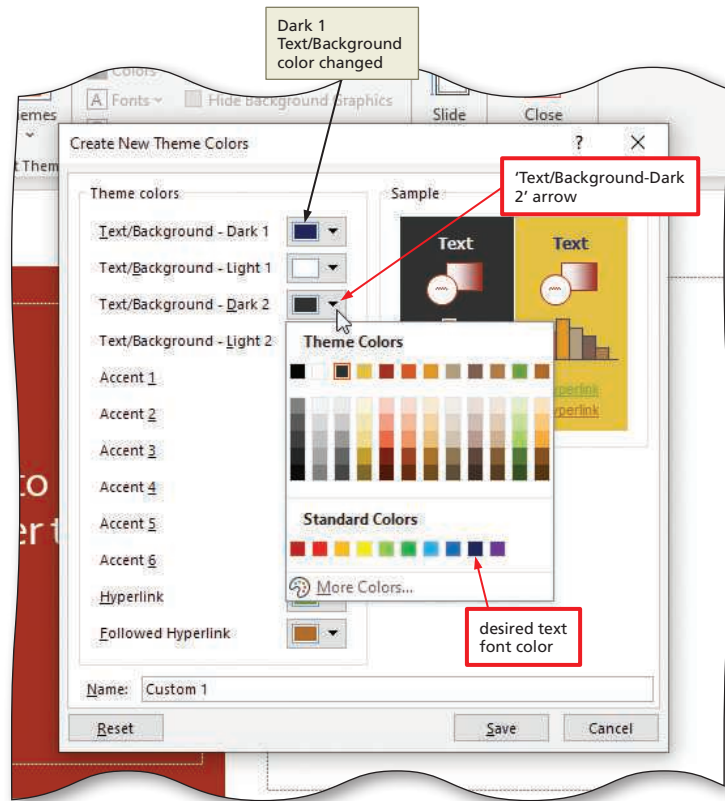 Dark 1
Text/Background
color changed
Colors
Fonts
Hide Background Graphics
emes
Slide
Close
t Them
Create New Theme Colors
?
Theme colors
Sample
'Text/Background-Dark
2' arrow
Text/Background - Dark 1
Text
Text
Text/Background - Light 1
Text/Background - Dark 2
Text/Background - Light 2
Theme Colors
Accent 1
yperlink
Accent 2
yperlink
Accent 3
to
Accent 4
er t
Accent 5
Standard Colors
Accent 6
More Colors...
Hyperlink
desired text
font color
Followed Hyperlink
Name: Custom 1
Reset
Save
Cancel